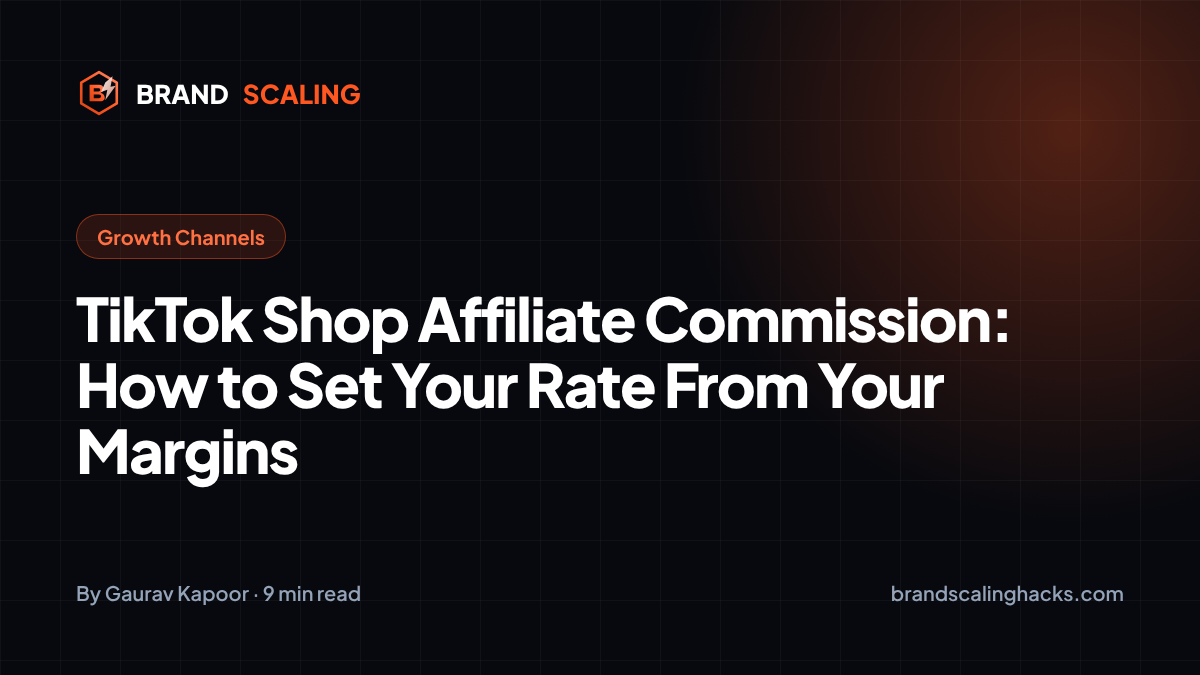 BRAND SCALING
Growth Channels
TikTok Shop Affiliate Commission:
How to Set Your Rate From Your
Margins
By Gaurav Kapoor · 9 min read
brandscalinghacks.com